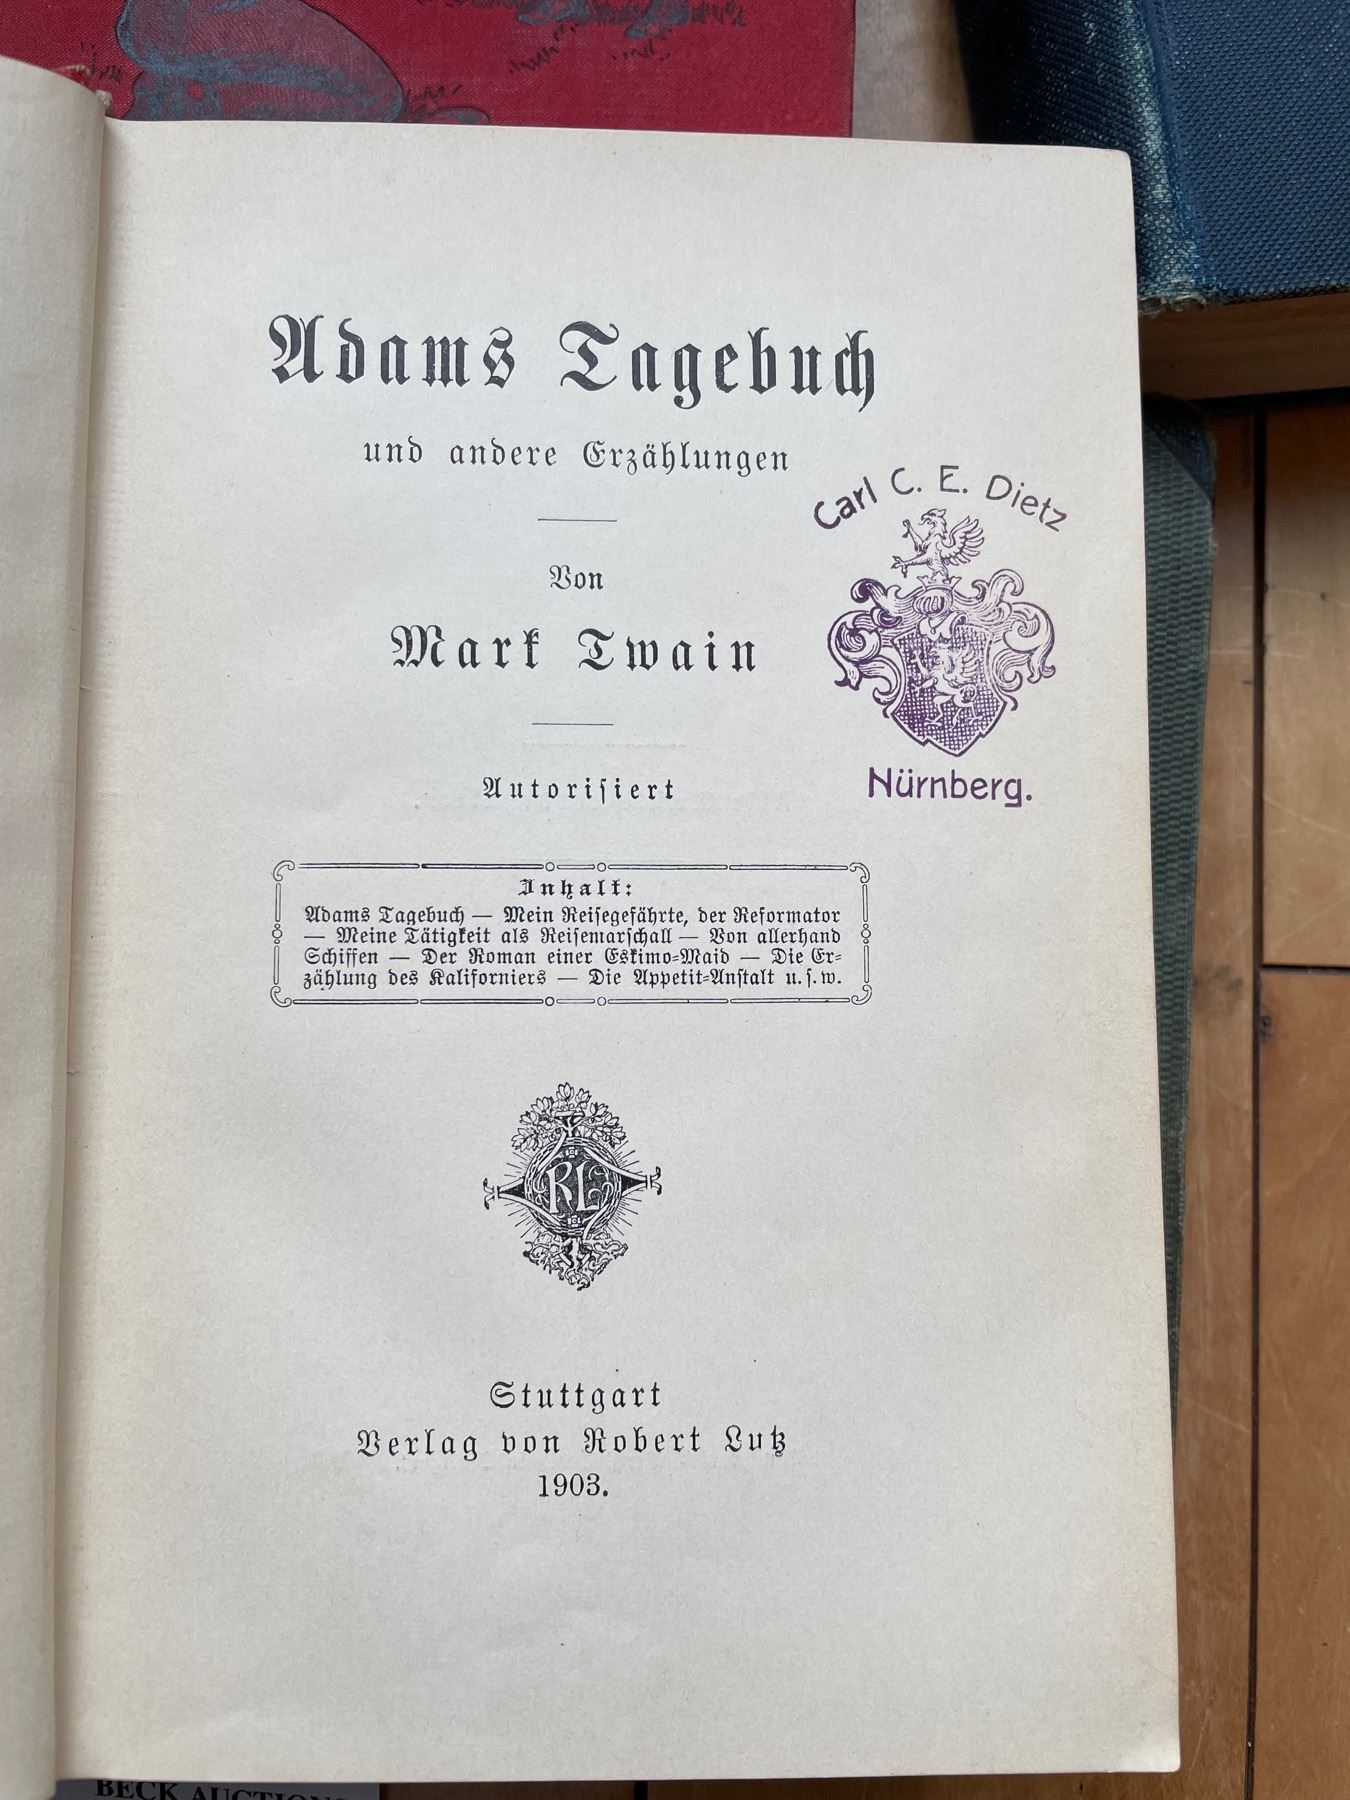 Adams Tagebuch
und andere Erzählungen
Von
Mark Twain
Autorisiert
Carl C. E. Dietz
Nürnberg.
Inhalt:
Adams Tagebuch — Mein Reisegefährte, der Reformator
— Meine Tätigkeit als Reisemarschall — Von allerhand
Schiffen — Der Roman einer Eskimo-Maid — Die Er-
zählung des Kaliforniers — Die Appetit-Anstalt u. s. w.
RL
Stuttgart
Verlag von Robert Lutz
1903.
BECK AUCTIONS